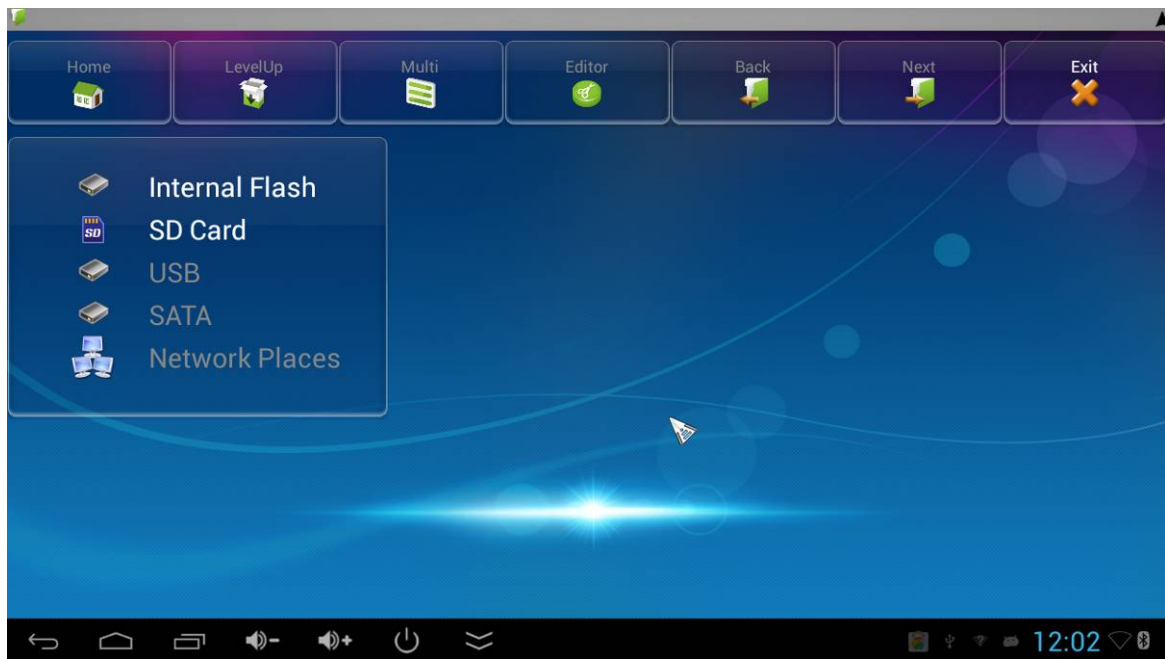 Home LevelUp Multi Editor Back Next Exit
Internal Flash
SD Card
USB
SATA
Network Places
12:02